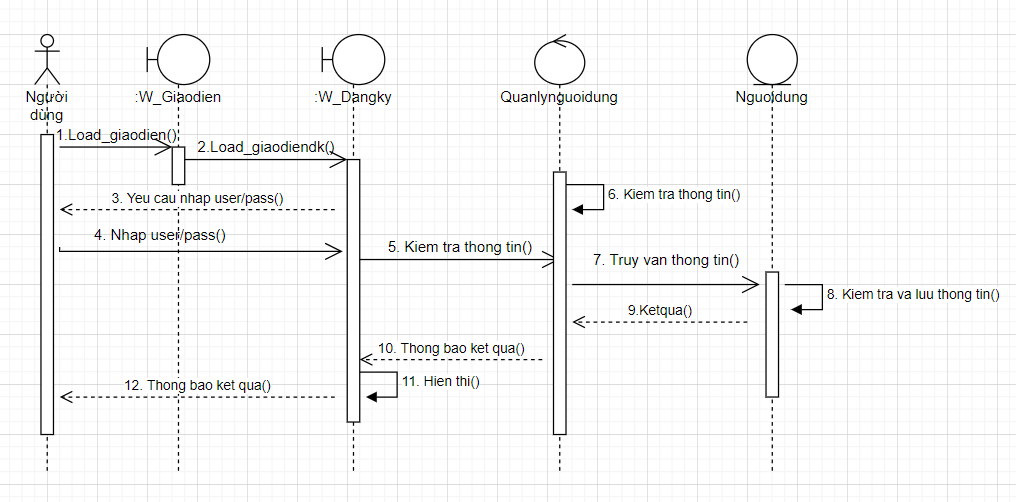 Người
dùng
:W_Giaodien
:W_Dangky
Quanlynguoidung
Nguoidung
1.Load_giaodien()
2.Load_giaodiendk()
3. Yeu cau nhap user/pass()
6. Kiem tra thong tin()
4. Nhap user/pass()
5. Kiem tra thong tin()
7. Truy van thong tin()
8. Kiem tra va luu thong tin()
9.Ketqua()
10. Thong bao ket qua()
11. Hien thi()
12. Thong bao ket qua()